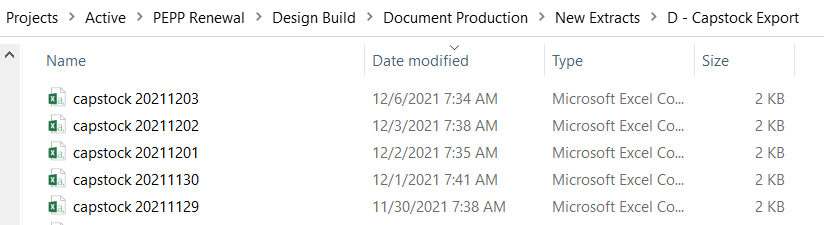 Projects > Active > PEPP Renewal > Design Build > Document Production > New Extracts > D - Capstock Export
Name Date modified Type Size
capstock 20211203 12/6/2021 7:34 AM Microsoft Excel Co... 2 KB
capstock 20211202 12/3/2021 7:38 AM Microsoft Excel Co... 2 KB
capstock 20211201 12/2/2021 7:35 AM Microsoft Excel Co... 2 KB
capstock 20211130 12/1/2021 7:41 AM Microsoft Excel Co... 2 KB
capstock 20211129 11/30/2021 7:38 AM Microsoft Excel Co... 2 KB